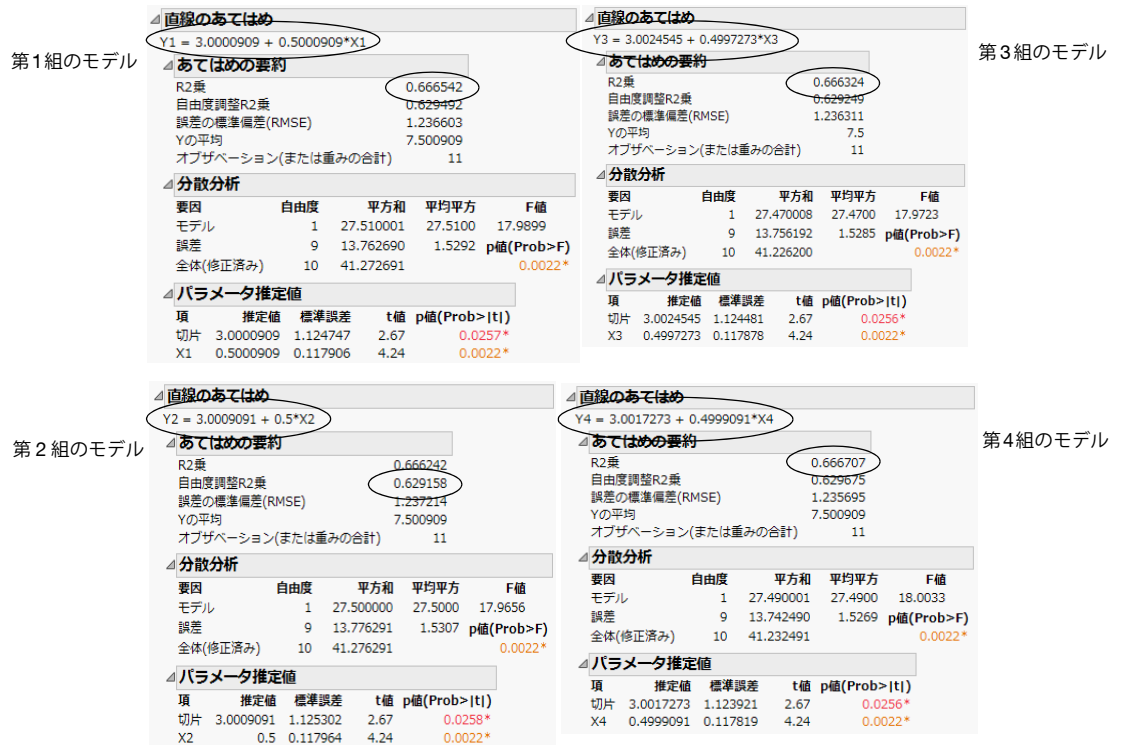 第1組のモデル
直線のあてはめ
Y1 = 3.0000909 + 0.5000909*X1
あてはめの要約
R2乗 0.666542
自由度調整R2乗 0.629492
誤差の標準偏差(RMSE) 1.236603
Yの平均 7.500909
オブザベーション(または重みの合計) 11
分散分析
要因 自由度 平方和 平均平方 F値
モデル 1 27.510001 27.5100 17.9899
誤差 9 13.762690 1.5292 p値(Prob>F)
全体(修正済み) 10 41.272691 0.0022*
パラメータ推定値
項 推定値 標準誤差 t値 p値(Prob>|t|)
切片 3.0000909 1.124747 2.67 0.0257*
X1 0.5000909 0.117906 4.24 0.0022*
第3組のモデル
直線のあてはめ
Y3 = 3.0024545 + 0.4997273*X3
あてはめの要約
R2乗 0.666324
自由度調整R2乗 0.629249
誤差の標準偏差(RMSE) 1.236311
Yの平均 7.5
オブザベーション(または重みの合計) 11
分散分析
要因 自由度 平方和 平均平方 F値
モデル 1 27.470008 27.4700 17.9723
誤差 9 13.756192 1.5285 p値(Prob>F)
全体(修正済み) 10 41.226200 0.0022*
パラメータ推定値
項 推定値 標準誤差 t値 p値(Prob>|t|)
切片 3.0024545 1.124481 2.67 0.0256*
X3 0.4997273 0.117878 4.24 0.0022*
第2組のモデル
直線のあてはめ
Y2 = 3.0009091 + 0.5*X2
あてはめの要約
R2乗 0.666242
自由度調整R2乗 0.629158
誤差の標準偏差(RMSE) 1.237214
Yの平均 7.500909
オブザベーション(または重みの合計) 11
分散分析
要因 自由度 平方和 平均平方 F値
モデル 1 27.500000 27.5000 17.9656
誤差 9 13.776291 1.5307 p値(Prob>F)
全体(修正済み) 10 41.276291 0.0022*
パラメータ推定値
項 推定値 標準誤差 t値 p値(Prob>|t|)
切片 3.0009091 1.125302 2.67 0.0258*
X2 0.5 0.117964 4.24 0.0022*
第4組のモデル
直線のあてはめ
Y4 = 3.0017273 + 0.4999091*X4
あてはめの要約
R2乗 0.666707
自由度調整R2乗 0.629675
誤差の標準偏差(RMSE) 1.235695
Yの平均 7.500909
オブザベーション(または重みの合計) 11
分散分析
要因 自由度 平方和 平均平方 F値
モデル 1 27.490001 27.4900 18.0033
誤差 9 13.742490 1.5269 p値(Prob>F)
全体(修正済み) 10 41.232491 0.0022*
パラメータ推定値
項 推定値 標準誤差 t値 p値(Prob>|t|)
切片 3.0017273 1.123921 2.67 0.0256*
X4 0.4999091 0.117819 4.24 0.0022*